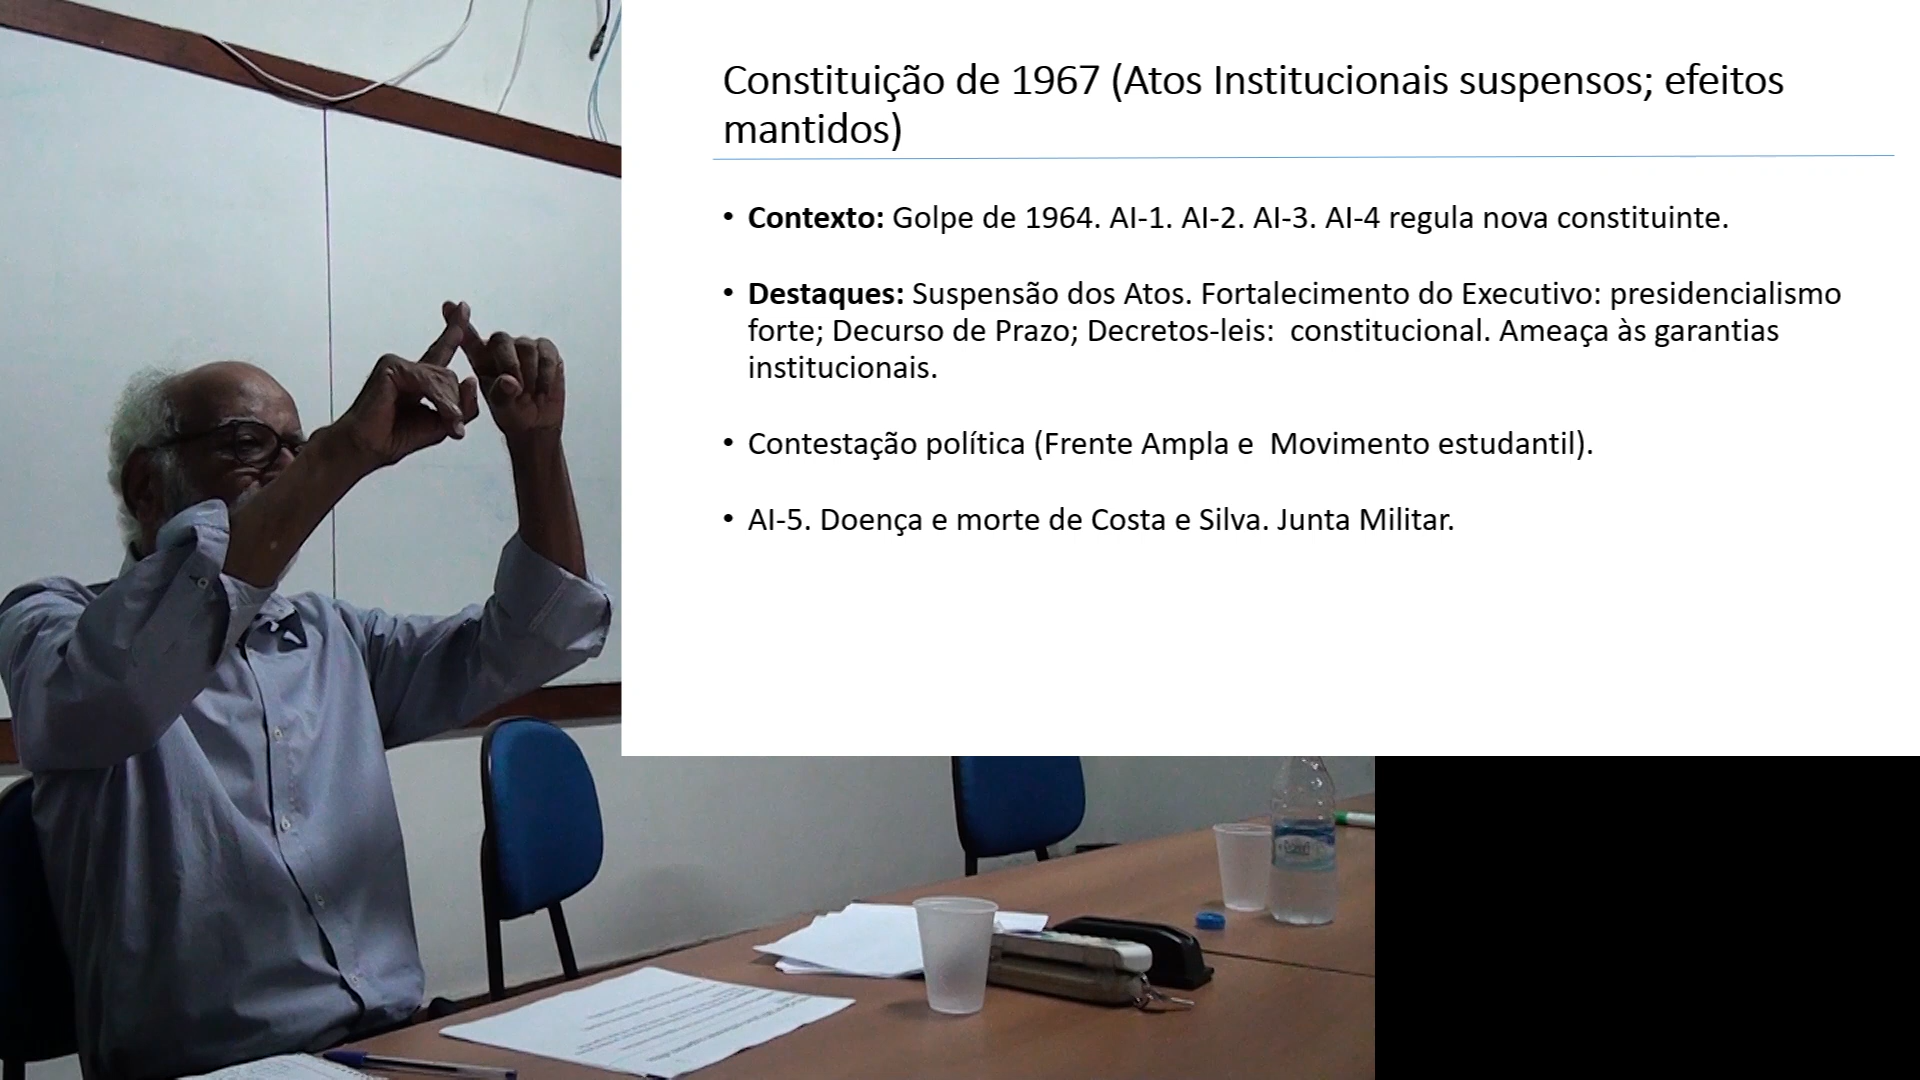 Constituição de 1967 (Atos Institucionais suspensos; efeitos
mantidos)
• Contexto: Golpe de 1964. AI-1. AI-2. AI-3. AI-4 regula nova constituinte.
• Destaques: Suspensão dos Atos. Fortalecimento do Executivo: presidencialismo
forte; Decurso de Prazo; Decretos-leis:  constitucional. Ameaça às garantias
institucionais.
• Contestação política (Frente Ampla e  Movimento estudantil).
• AI-5. Doença e morte de Costa e Silva. Junta Militar.